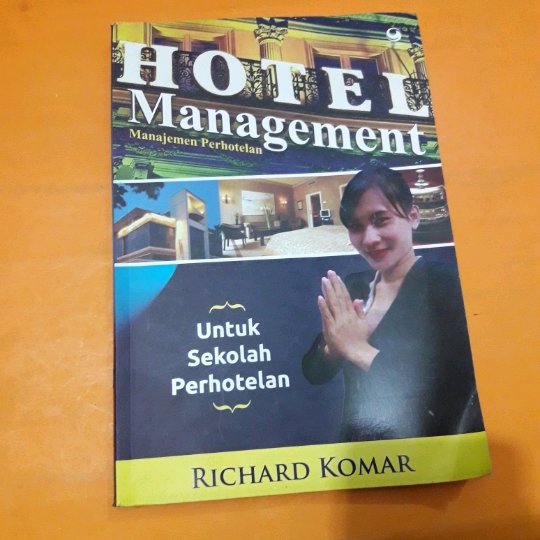 HOTEL
Management
Manajemen Perhotelan
Untuk
Sekolah
Perhotelan
RICHARD KOMAR